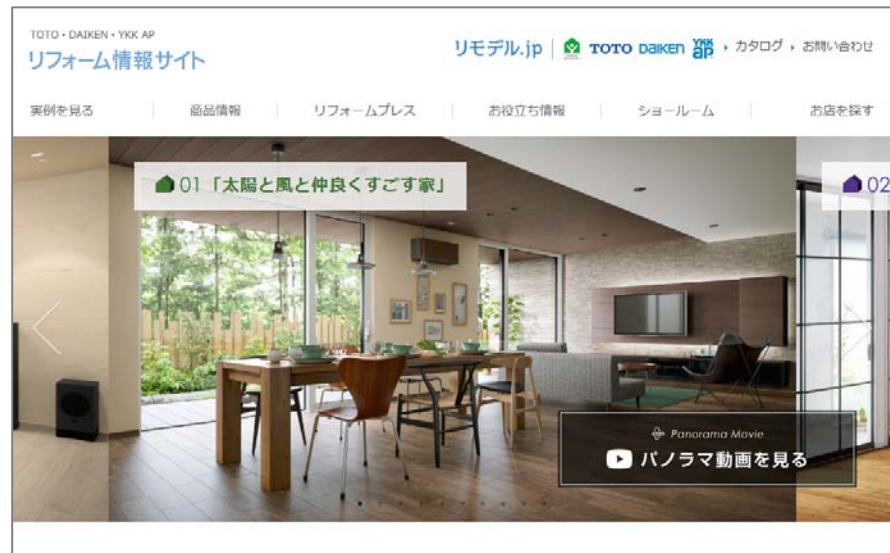 TOTO・DAIKEN・YKK AP
リフォーム情報サイト
リモデル.jp
TOTO
DAIKEN
YKK
ap
カタログ
お問い合わせ
実例を見る
商品情報
リフォームプレス
お役立ち情報
ショールーム
お店を探す
01「太陽と風と仲良くすごす家」
02
Panorama Movie
パノラマ動画を見る